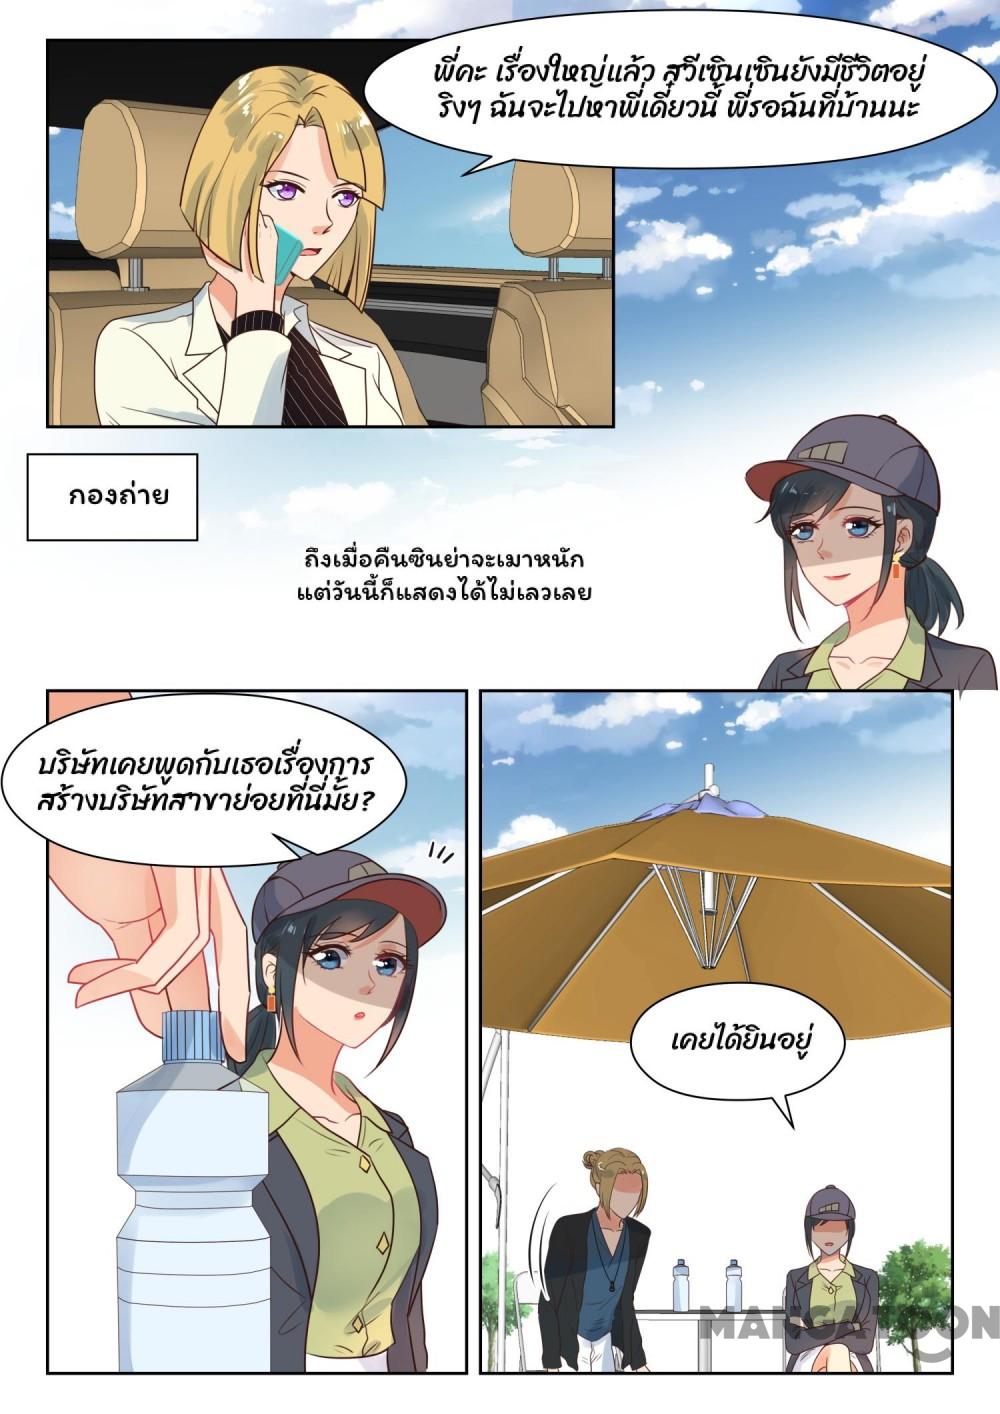 พี่คะ เรื่องใหญ่แล้ว สวีเชินเชินยังมีชีวิตอยู่
ริงๆ ฉันจะไปหาพี่เดี๋ยวนี้ พี่รอฉันที่บ้านนะ
กองถ่าย
ถึงเมื่อคืนซินย่าจะเมาหนัก
แต่วันนี้ก็แสดงได้ไม่เลวเลย
บริษัทเคยพูดกับเธอเรื่องการ
สร้างบริษัทสาขาย่อยที่นี่มั้ย?
เคยได้ยินอยู่
MANGATOON